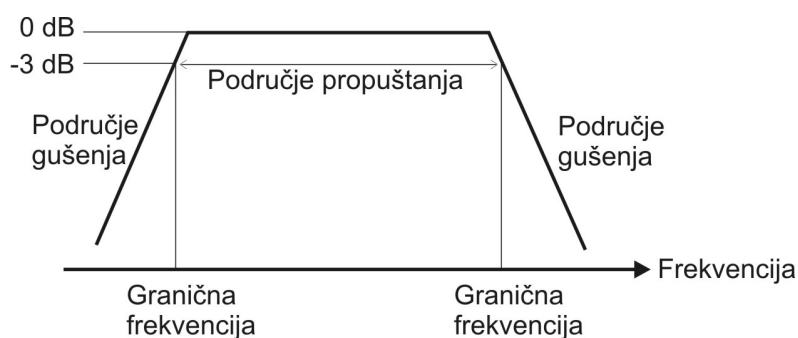 0 dB
-3 dB
Područje propuštanja
Područje
gušenja
Područje
gušenja
Frekvencija
Granična
frekvencija
Granična
frekvencija